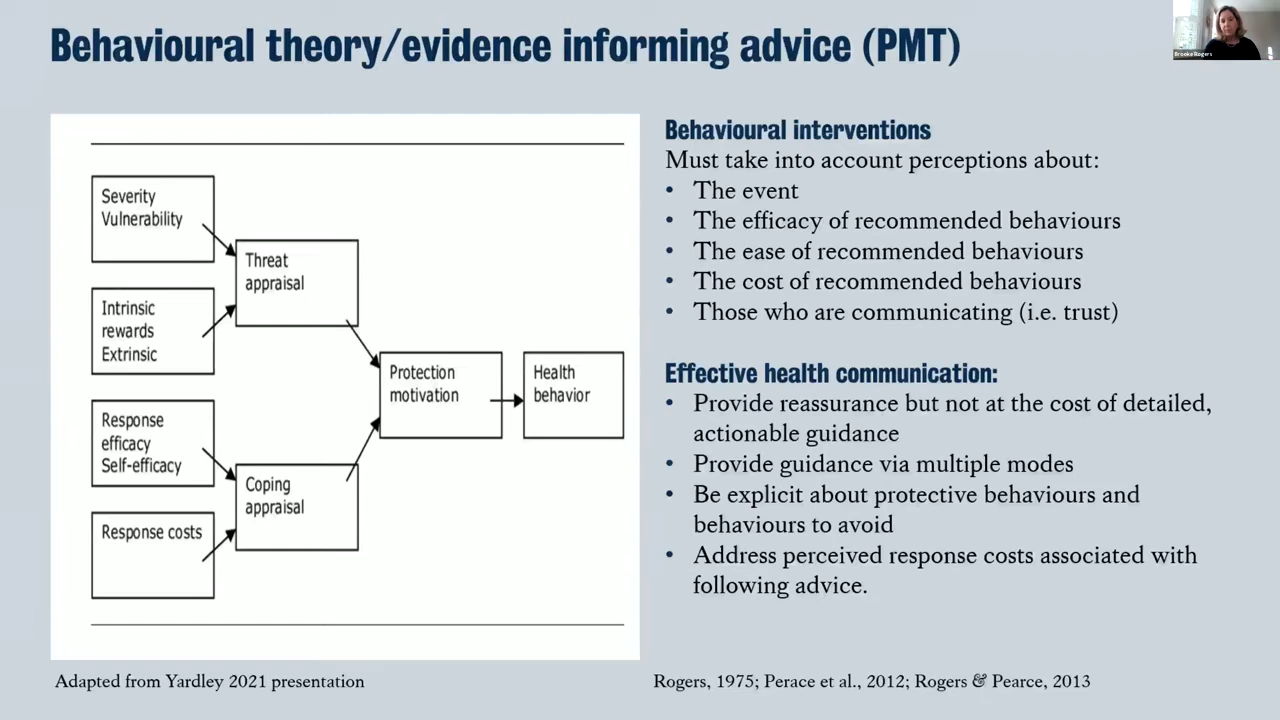 Behavioural theory/evidence informing advice (PMT)
Brooke Rogers
Severity
Vulnerability
Intrinsic
rewards
Extrinsic
Response
efficacy
Self-efficacy
Response costs
Threat
appraisal
Coping
appraisal
Protection
motivation
Health
behavior
Adapted from Yardley 2021 presentation
Behavioural interventions
Must take into account perceptions about:
• The event
• The efficacy of recommended behaviours
• The ease of recommended behaviours
• The cost of recommended behaviours
• Those who are communicating (i.e. trust)
Effective health communication:
• Provide reassurance but not at the cost of detailed,
actionable guidance
• Provide guidance via multiple modes
• Be explicit about protective behaviours and
behaviours to avoid
• Address perceived response costs associated with
following advice.
Rogers, 1975; Perace et al., 2012; Rogers & Pearce, 2013